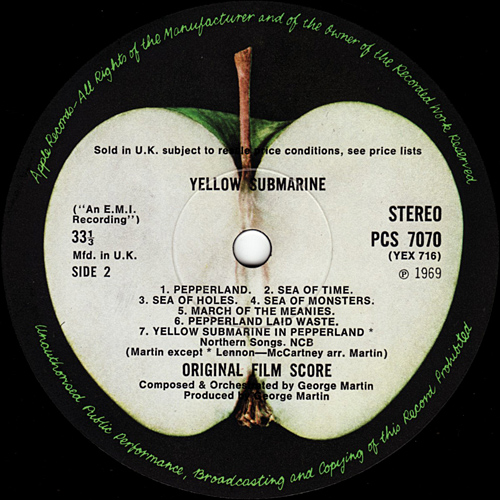 Apple Records—All Rights of the Manufacturer and of the Owner of the Recorded Work Reserved
Sold in U.K. subject to resale price conditions, see price lists
YELLOW SUBMARINE
("An E.M.I.
Recording")
33⅓
Mfd. in U.K.
SIDE 2
STEREO
PCS 7070
(YEX 716)
℗ 1969
1. PEPPERLAND. 2. SEA OF TIME.
3. SEA OF HOLES. 4. SEA OF MONSTERS.
5. MARCH OF THE MEANIES.
6. PEPPERLAND LAID WASTE.
7. YELLOW SUBMARINE IN PEPPERLAND *
Northern Songs. NCB
(Martin except * Lennon—McCartney arr. Martin)
ORIGINAL FILM SCORE
Composed & Orchestrated by George Martin
Produced by George Martin
Unauthorised Public Performance, Broadcasting and Copying of this Record Prohibited